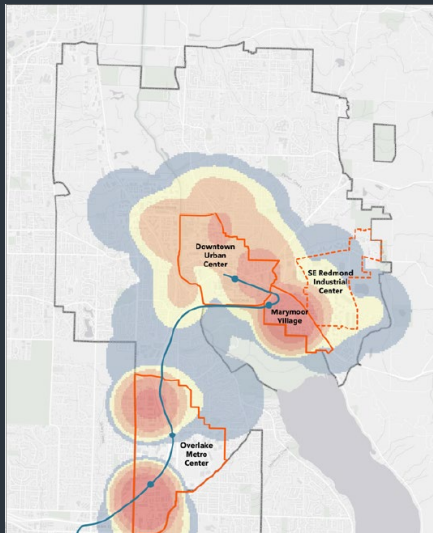 Downtown
Urban
Center
SE Redmond
Industrial
Center
Marymoor
Village
Overlake
Metro
Center